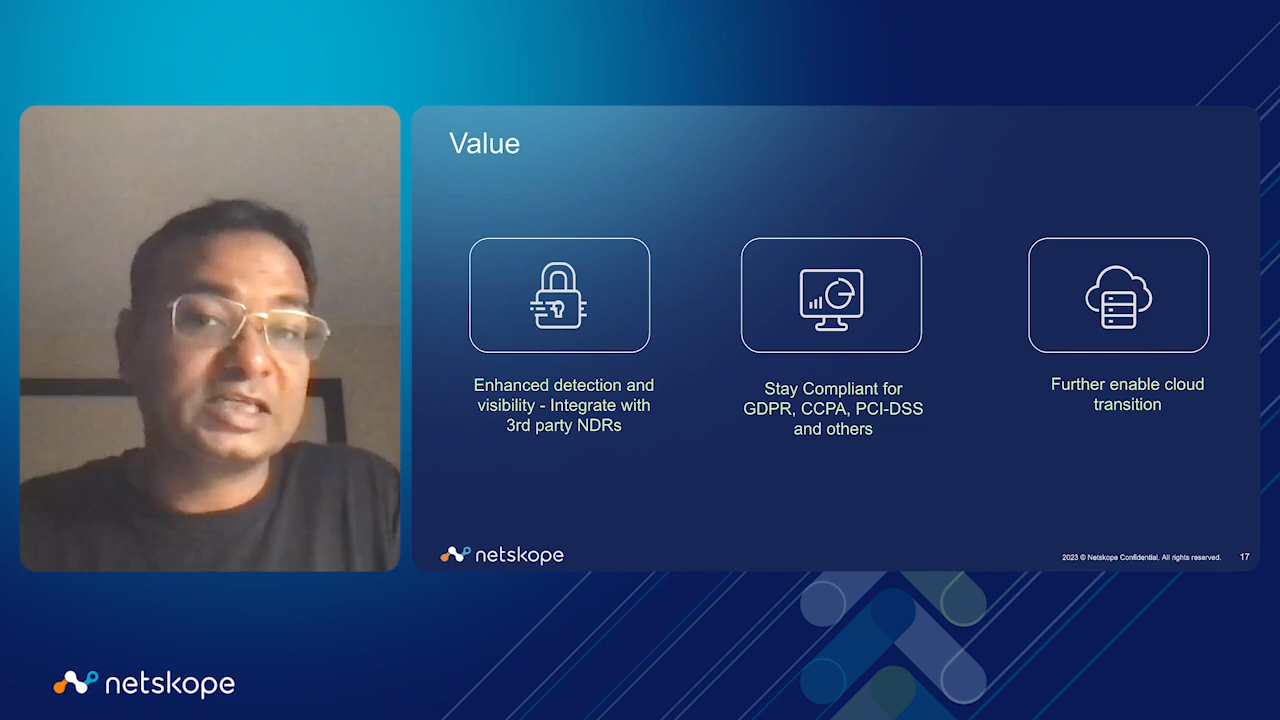 Value
Enhanced detection and
visibility - Integrate with
3rd party NDRs
Stay Compliant for
GDPR, CCPA, PCI-DSS
and others
Further enable cloud
transition
netskope
2023 © Netskope Confidential. All rights reserved.
17
netskope